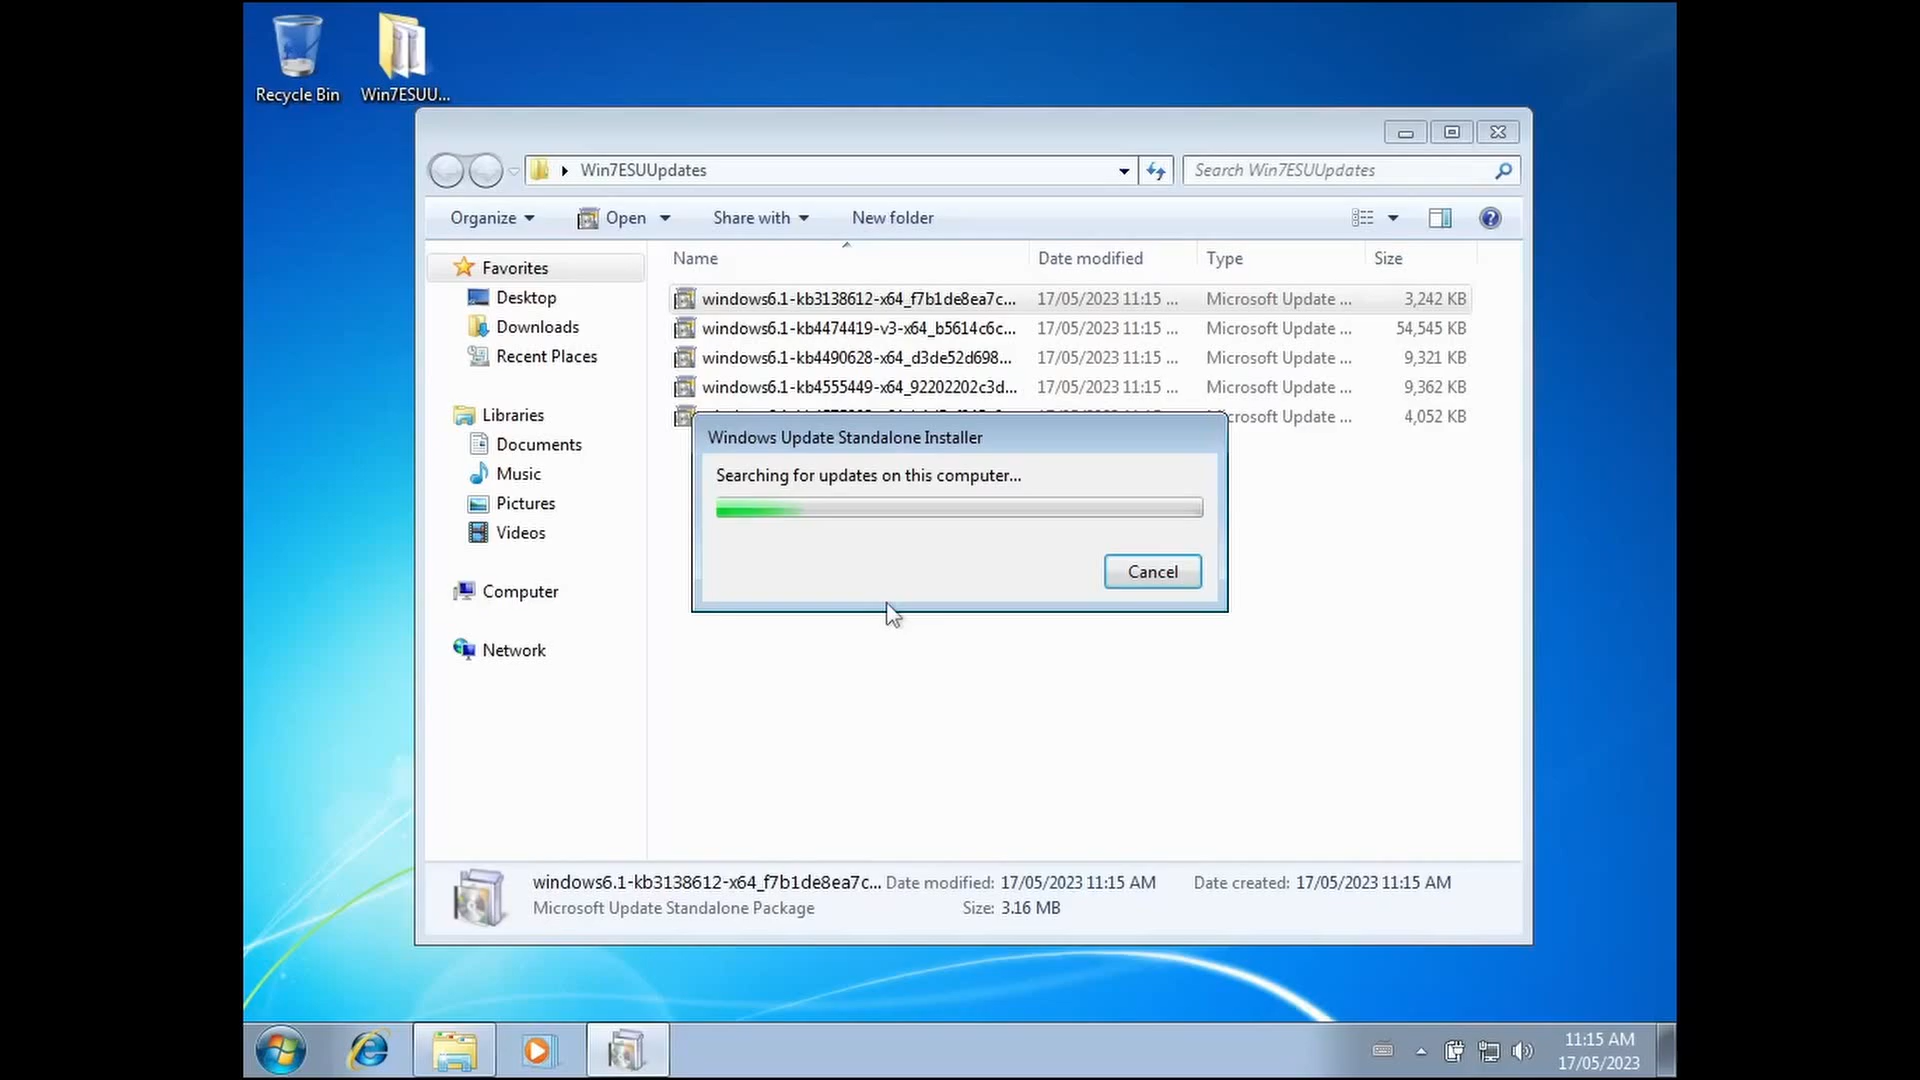 Recycle Bin
Win7ESUU...
Win7ESUUpdates
Search Win7ESUUpdates
Organize
Open
Share with
New folder
Name
Date modified
Type
Size
Favorites
Desktop
Downloads
Recent Places
Libraries
Documents
Music
Pictures
Videos
Computer
Network
windows6.1-kb3138612-x64_f7b1de8ea7c... 17/05/2023 11:15 ... Microsoft Update ... 3,242 KB
windows6.1-kb4474419-v3-x64_b5614c6c... 17/05/2023 11:15 ... Microsoft Update ... 54,545 KB
windows6.1-kb4490628-x64_d3de52d698... 17/05/2023 11:15 ... Microsoft Update ... 9,321 KB
windows6.1-kb4555449-x64_92202202c3d... 17/05/2023 11:15 ... Microsoft Update ... 9,362 KB
Update ... 4,052 KB
Windows Update Standalone Installer
Searching for updates on this computer...
Cancel
windows6.1-kb3138612-x64_f7b1de8ea7c... Date modified: 17/05/2023 11:15 AM Date created: 17/05/2023 11:15 AM
Microsoft Update Standalone Package Size: 3.16 MB
11:15 AM
17/05/2023